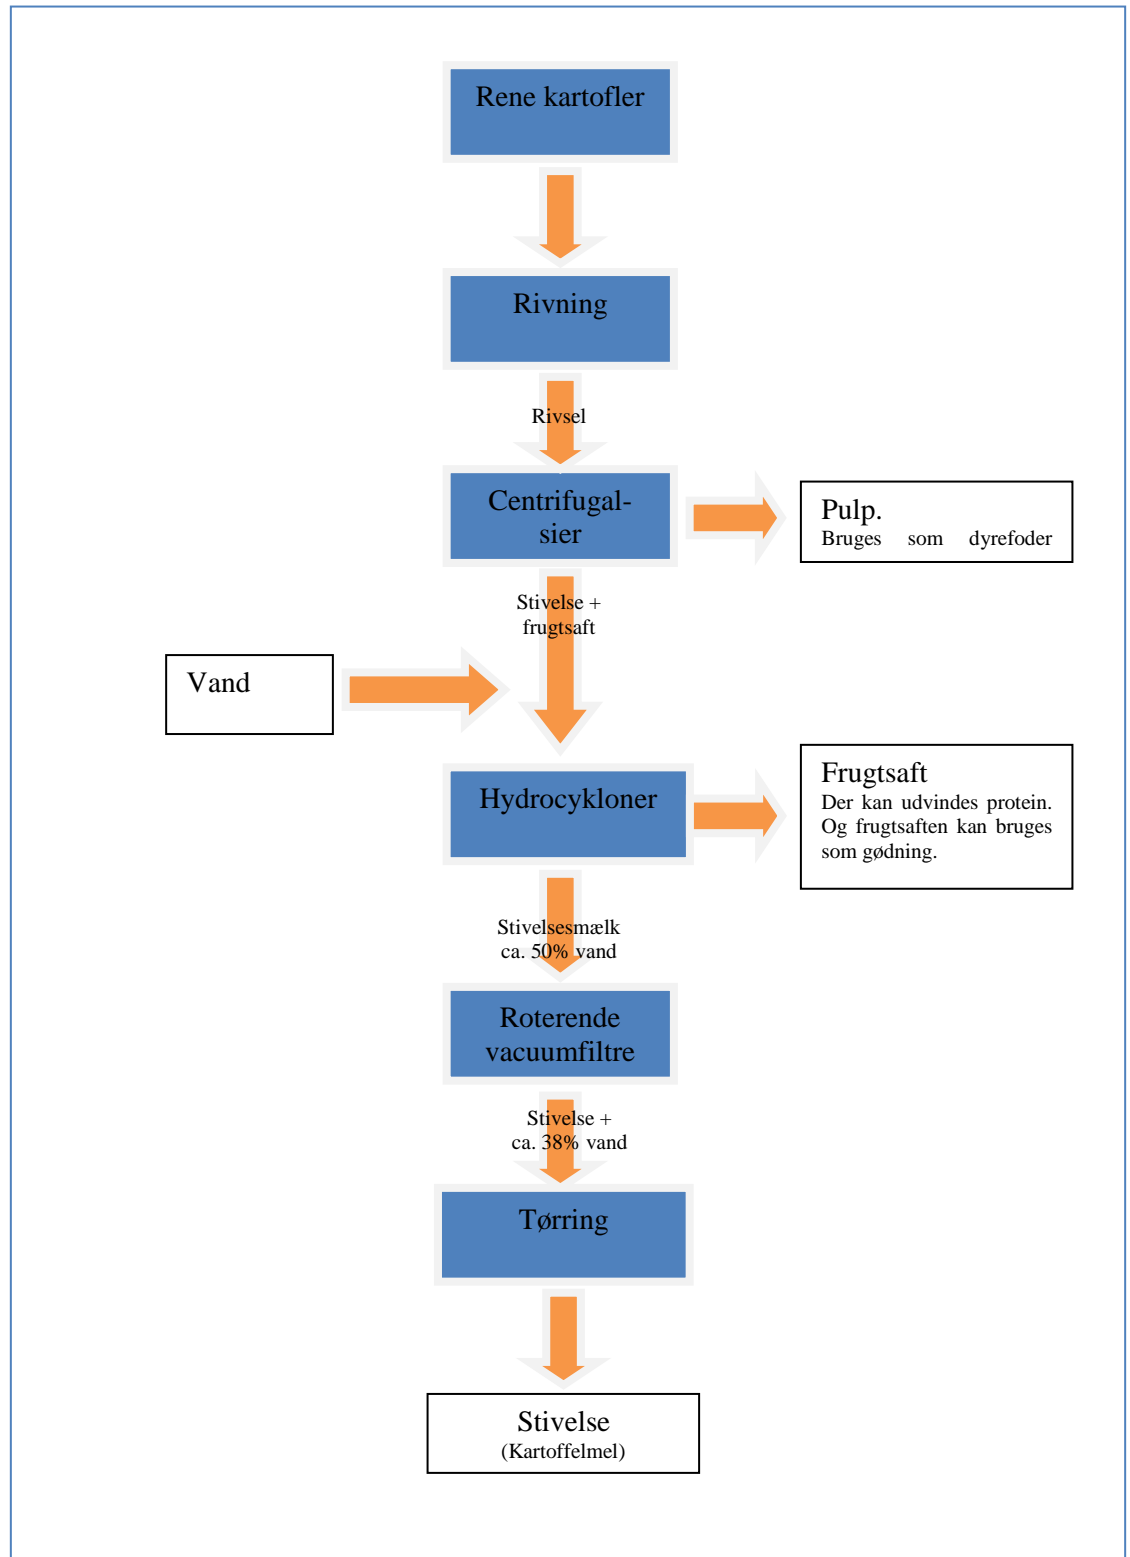 Rene kartofler
Rivning
Rivsel
Centrifugal-
sier
Pulp.
Bruges som dyrefoder
Stivelse +
frugtsaft
Vand
Hydrocykloner
Frugtsaft
Der kan udvindes protein.
Og frugtsaften kan bruges
som gødning.
Stivelsesmælk
ca. 50% vand
Roterende
vacuumfiltre
Stivelse +
ca. 38% vand
Tørring
Stivelse
(Kartoffelmel)